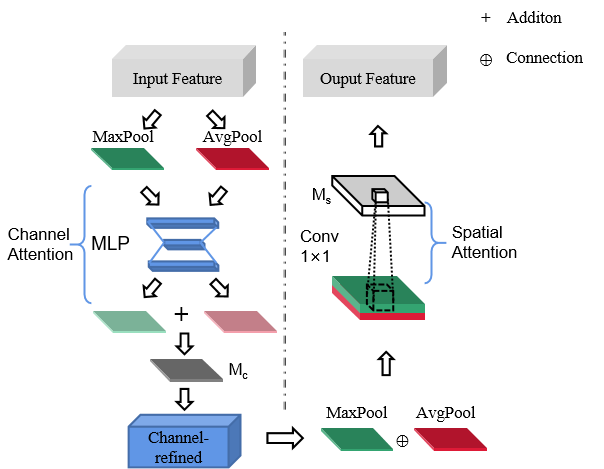 + Additon
⊕ Connection
Input Feature
Ouput Feature
MaxPool
AvgPool
Channel
Attention
MLP
+
M_c
Channel-
refined
M_s
Conv
1×1
Spatial
Attention
MaxPool
⊕
AvgPool